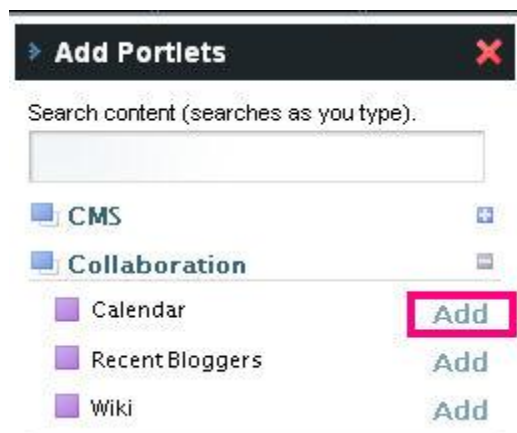 Add Portlets
Search content (searches as you type).
CMS
Collaboration
Calendar Add
Recent Bloggers Add
Wiki Add